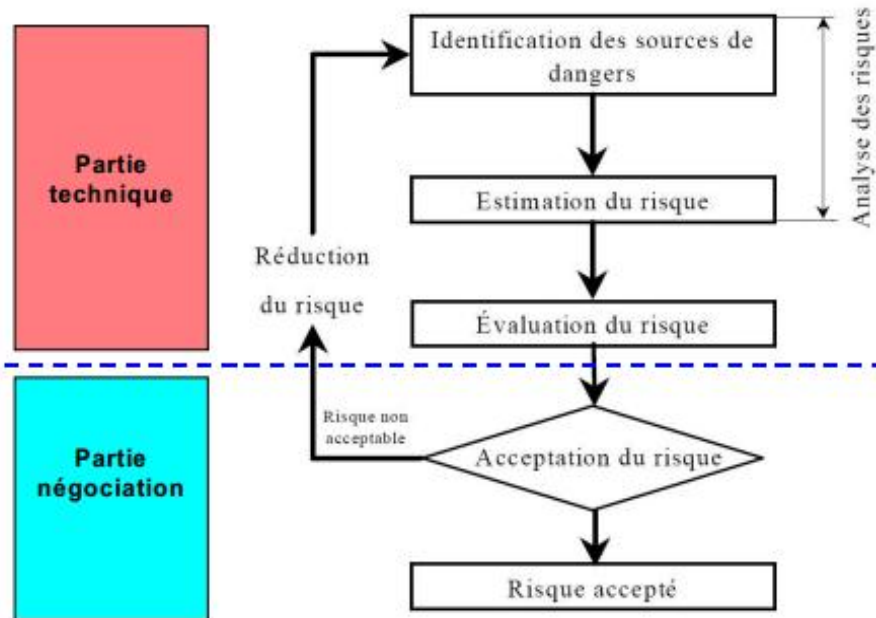 Identification des sources de
dangers
Analyse des risques
Partie
technique
Estimation du risque
Réduction
du risque
Évaluation du risque
Risque non
acceptable
Partie
négociation
Acceptation du risque
Risque accepté